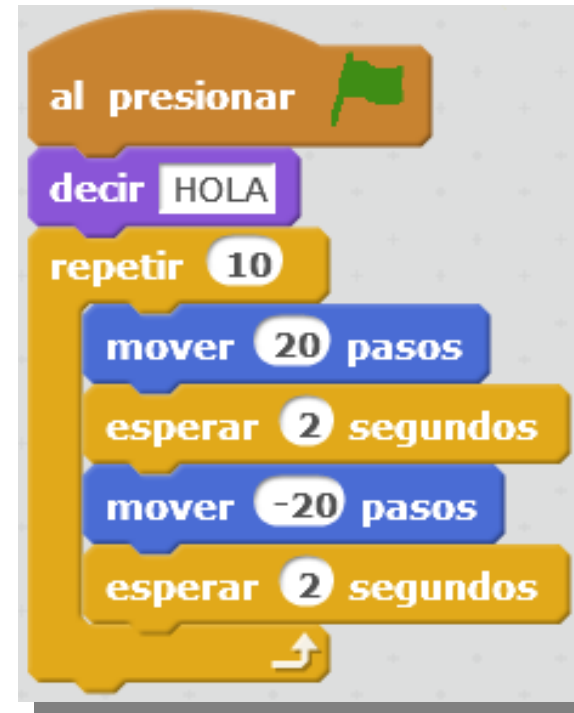 al presionar
decir HOLA
repetir 10
mover 20 pasos
esperar 2 segundos
mover -20 pasos
esperar 2 segundos